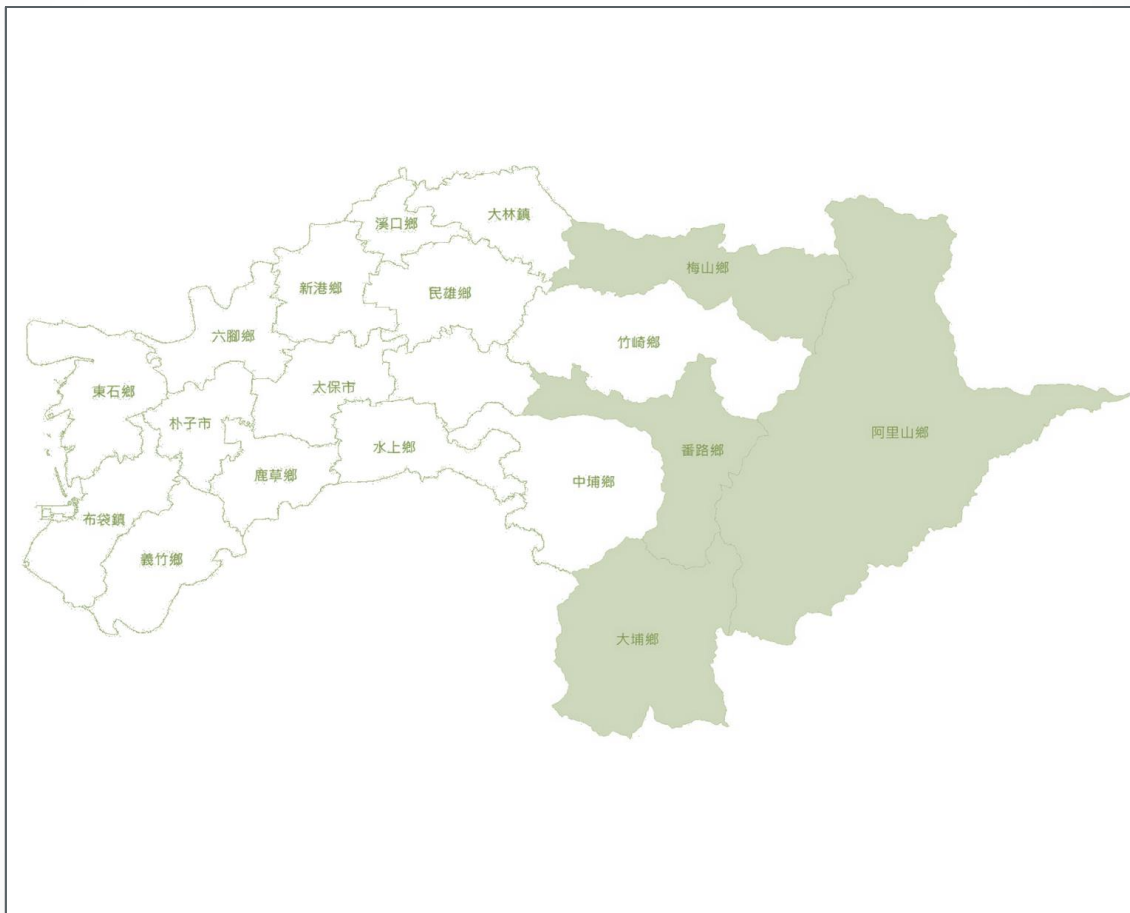 大林鎮
溪口鄉
梅山鄉
新港鄉
民雄鄉
六腳鄉
竹崎鄉
太保市
東石鄉
朴子市
阿里山鄉
水上鄉
番路鄉
鹿草鄉
中埔鄉
布袋鎮
義竹鄉
大埔鄉